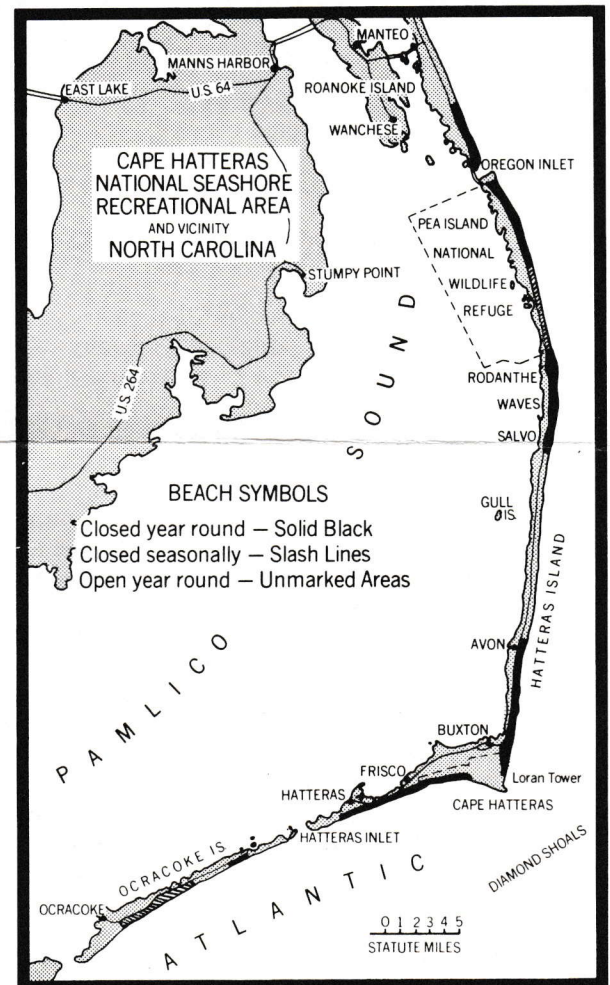 MANTEO
MANNS HARBOR
EAST LAKE
U.S. 64
ROANOKE ISLAND
WANCHESE
CAPE HATTERAS
NATIONAL SEASHORE
RECREATIONAL AREA
AND VICINITY
NORTH CAROLINA
OREGON INLET
PEA ISLAND
NATIONAL
WILDLIFE
REFUGE
STUMPY POINT
RODANTHE
WAVES
SALVO
U.S. 264
BEACH SYMBOLS
Closed year round — Solid Black
Closed seasonally — Slash Lines
Open year round — Unmarked Areas
GULL
IS.
HATTERAS ISLAND
AVON
PAMLICO SOUND
BUXTON
FRISCO
Loran Tower
HATTERAS
CAPE HATTERAS
HATTERAS INLET
DIAMOND SHOALS
OCRACOKE IS.
OCRACOKE
ATLANTIC
0 1 2 3 4 5
STATUTE MILES